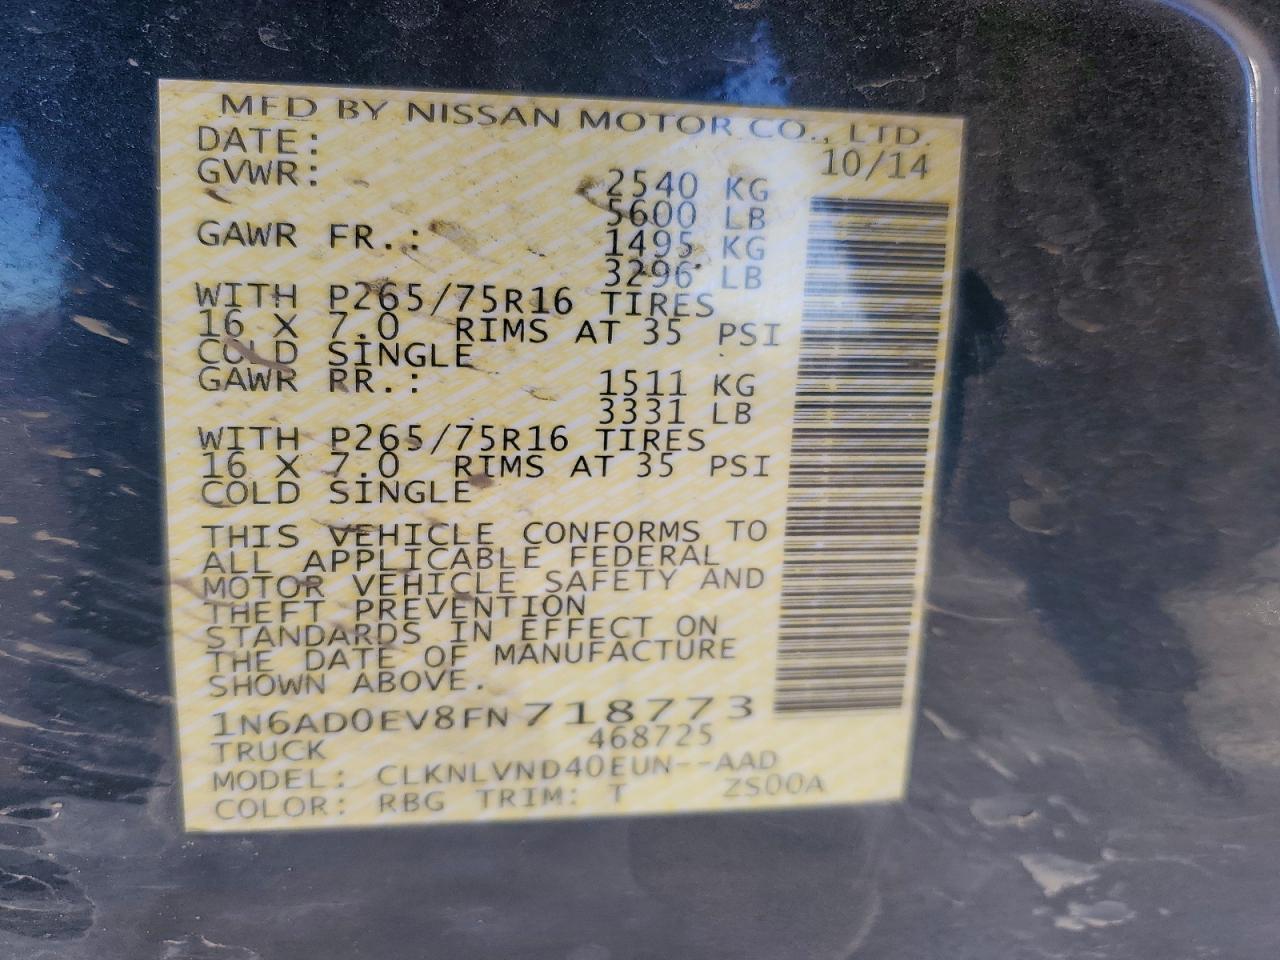 MFD BY NISSAN MOTOR CO., LTD.
DATE: 10/14
GVWR: 2540 KG
5600 LB
GAWR FR.: 1495 KG
3296 LB
WITH P265/75R16 TIRES
16 X 7.0 RIMS AT 35 PSI
COLD SINGLE
GAWR RR.: 1511 KG
3331 LB
WITH P265/75R16 TIRES
16 X 7.0 RIMS AT 35 PSI
COLD SINGLE
THIS VEHICLE CONFORMS TO
ALL APPLICABLE FEDERAL
MOTOR VEHICLE SAFETY AND
THEFT PREVENTION
STANDARDS IN EFFECT ON
THE DATE OF MANUFACTURE
SHOWN ABOVE.
1N6AD0EV8FN718773
TRUCK 468725
MODEL: CLKNLVND40EUN--AAD
COLOR: RBG TRIM: T ZS00A